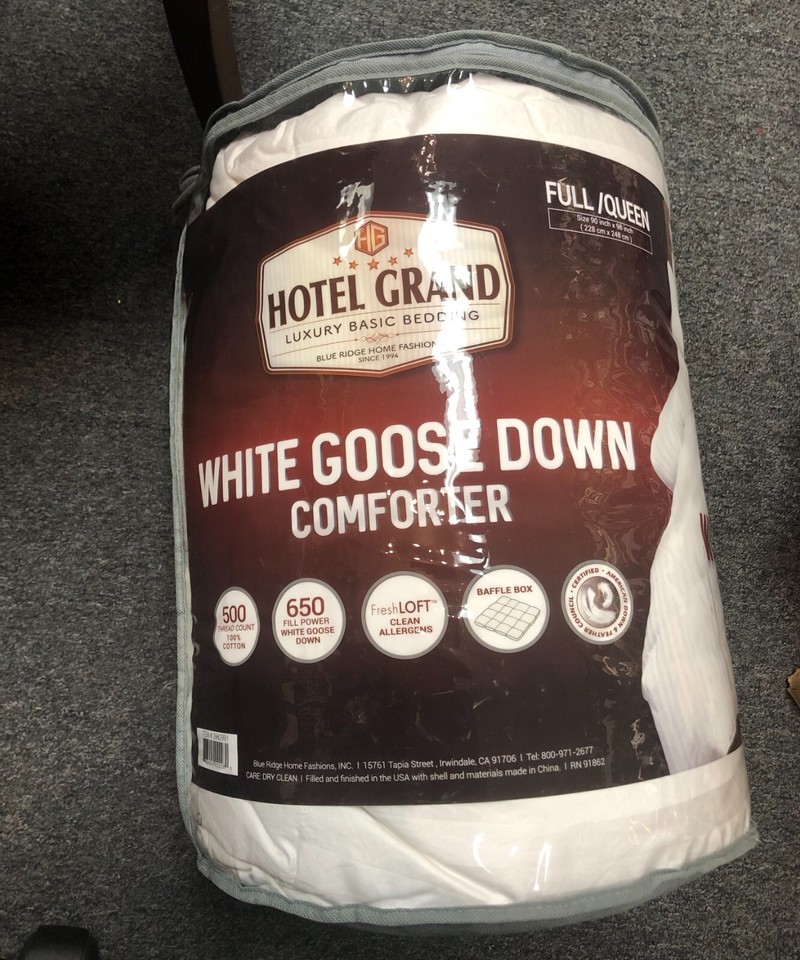 FULL /QUEEN
Size 90 inch x 98 inch
( 228 cm x 248 cm )
HG
HOTEL GRAND
LUXURY BASIC BEDDING
BLUE RIDGE HOME FASHION
SINCE 1994
WHITE GOOSE DOWN
COMFORTER
500
THREAD COUNT
100%
COTTON
650
FILL POWER
WHITE GOOSE
DOWN
FreshLOFT™
CLEAN
ALLERGENS
BAFFLE BOX
CERTIFIED • AMERICAN DOWN & FEATHER COUNCIL •
Blue Ridge Home Fashions, INC. | 15761 Tapia Street , Irwindale, CA 91706 | Tel: 800-971-2677
CARE: DRY CLEAN | Filled and finished in the USA with shell and materials made in China. | RN 91862